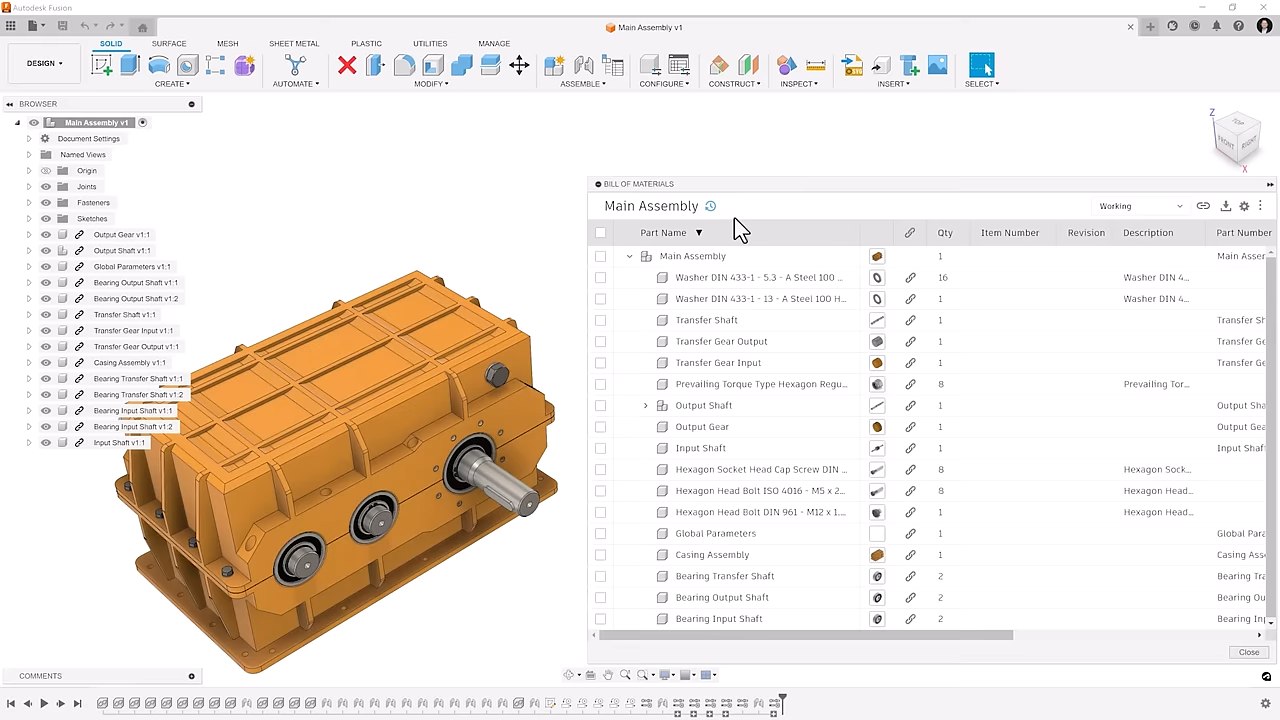 Autodesk Fusion
Main Assembly v1
DESIGN
SOLID SURFACE MESH SHEET METAL PLASTIC UTILITIES MANAGE
CREATE AUTOMATE MODIFY ASSEMBLE CONFIGURE CONSTRUCT INSPECT INSERT SELECT
BROWSER
Main Assembly v1
Document Settings
Named Views
Origin
Joints
Fasteners
Sketches
Output Gear v1:1
Output Shaft v1:1
Global Parameters v1:1
Bearing Output Shaft v1:1
Bearing Output Shaft v1:2
Transfer Shaft v1:1
Transfer Gear Input v1:1
Transfer Gear Output v1:1
Casing Assembly v1:1
Bearing Transfer Shaft v1:1
Bearing Transfer Shaft v1:2
Bearing Input Shaft v1:1
Bearing Input Shaft v1:2
Input Shaft v1:1
Z
FRONT RIGHT
X
BILL OF MATERIALS
Main Assembly Working
Part Name Qty Item Number Revision Description Part Number
Main Assembly 1 Main Asser
Washer DIN 433-1 - 5.3 - A Steel 100 ... 16 Washer DIN 4...
Washer DIN 433-1 - 13 - A Steel 100 H... 1 Washer DIN 4...
Transfer Shaft 1 Transfer Sh
Transfer Gear Output 1 Transfer Ge
Transfer Gear Input 1 Transfer Ge
Prevailing Torque Type Hexagon Regu... 8 Prevailing Tor...
Output Shaft 1 Output Sha
Output Gear 1 Output Gea
Input Shaft 1 Input Shaft
Hexagon Socket Head Cap Screw DIN ... 8 Hexagon Sock...
Hexagon Head Bolt ISO 4016 - M5 x 2... 8 Hexagon Head...
Hexagon Head Bolt DIN 961 - M12 x 1.... 1 Hexagon Head...
Global Parameters 1 Global Para
Casing Assembly 1 Casing Asse
Bearing Transfer Shaft 2 Bearing Tra
Bearing Output Shaft 2 Bearing Ou
Bearing Input Shaft 2 Bearing Inp
Close
COMMENTS